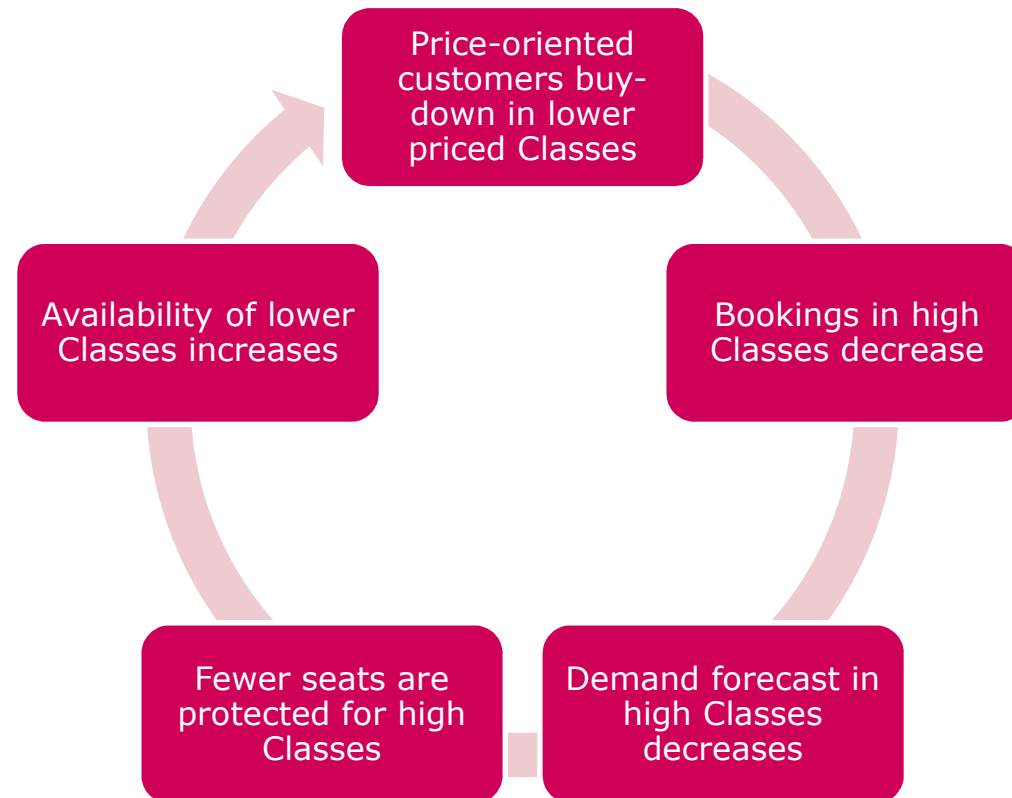 Price-oriented
customers buy-
down in lower
priced Classes
Bookings in high
Classes decrease
Demand forecast in
high Classes
decreases
Fewer seats are
protected for high
Classes
Availability of lower
Classes increases